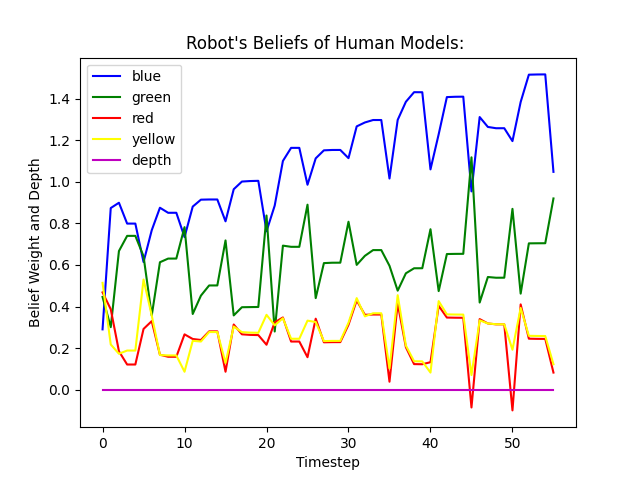 Robot's Beliefs of Human Models:
blue
green
red
yellow
depth
Belief Weight and Depth
1.4
1.2
1.0
0.8
0.6
0.4
0.2
0.0
0 10 20 30 40 50
Timestep